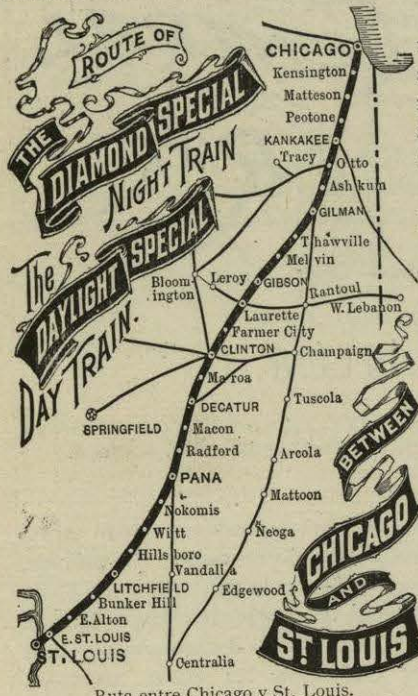 ROUTE OF
THE
DIAMOND SPECIAL
NIGHT TRAIN
The
DAYLIGHT SPECIAL
DAY TRAIN.
CHICAGO
Kensington
Matteson
Peotone
KANKAKEE
Tracy
Otto
Ashkum
GILMAN
Thawville
Melvin
Bloom-
ington
Leroy
GIBSON
Rantoul
W. Lebanon
Laurette
Farmer City
CLINTON
Champaign
Maroa
DECATUR
Tuscola
SPRINGFIELD
Macon
Radford
Arcola
PANA
Mattoon
Nokomis
Witt
Neoga
Hillsboro
Vandalia
LITCHFIELD
Edgewood
Bunker Hill
E. Alton
E. ST. LOUIS
ST. LOUIS
Centralia
BETWEEN
CHICAGO
AND
ST. LOUIS
Ruta entre Chicago y St. Louis.